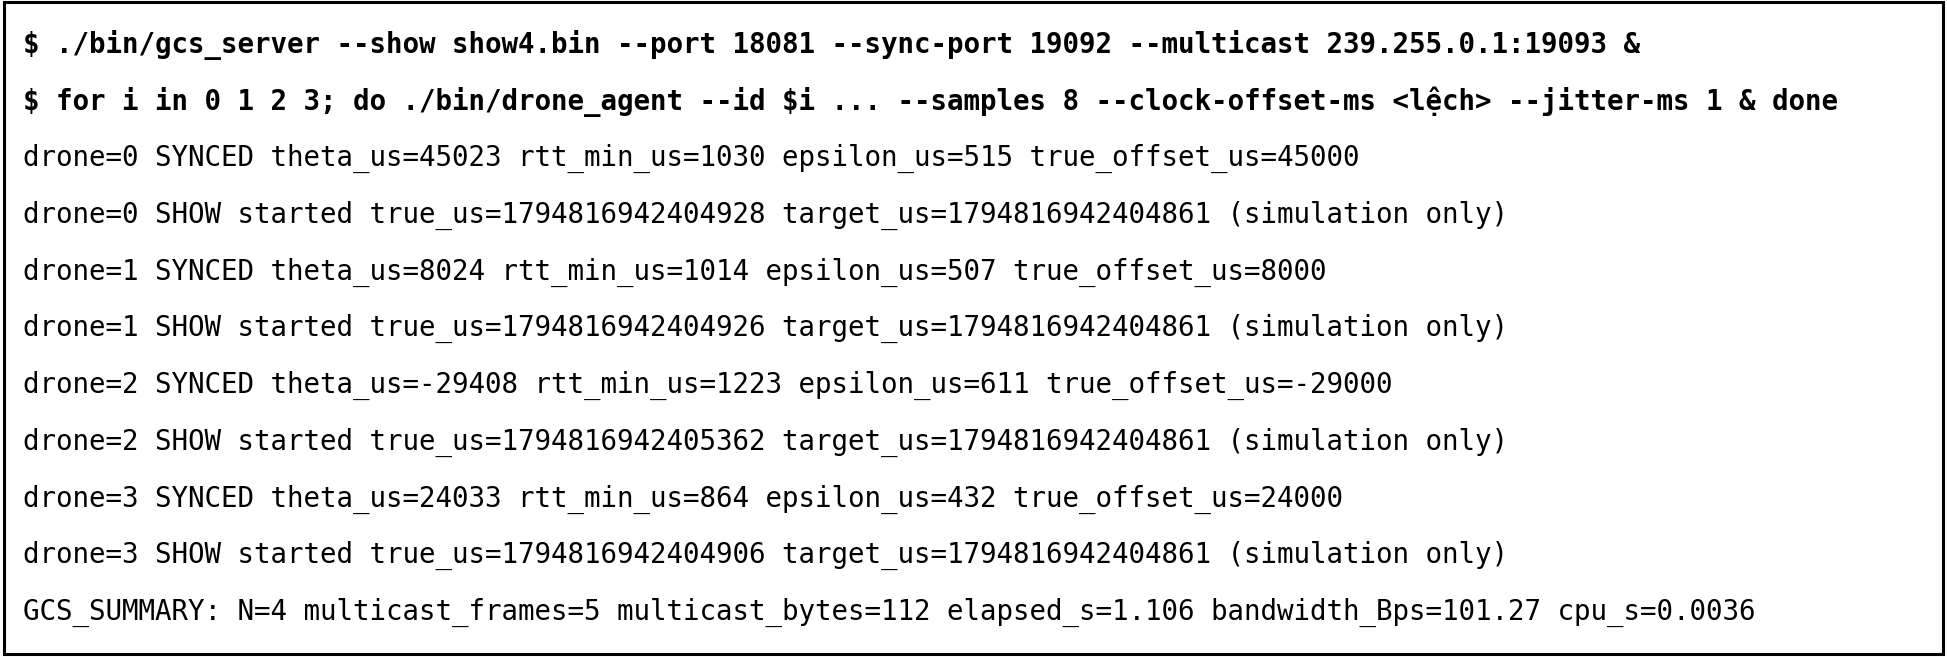 $ ./bin/gcs_server --show show4.bin --port 18081 --sync-port 19092 --multicast 239.255.0.1:19093 &
$ for i in 0 1 2 3; do ./bin/drone_agent --id $i ... --samples 8 --clock-offset-ms <lệch> --jitter-ms 1 & done
drone=0 SYNCED theta_us=45023 rtt_min_us=1030 epsilon_us=515 true_offset_us=45000
drone=0 SHOW started true_us=1794816942404928 target_us=1794816942404861 (simulation only)
drone=1 SYNCED theta_us=8024 rtt_min_us=1014 epsilon_us=507 true_offset_us=8000
drone=1 SHOW started true_us=1794816942404926 target_us=1794816942404861 (simulation only)
drone=2 SYNCED theta_us=-29408 rtt_min_us=1223 epsilon_us=611 true_offset_us=-29000
drone=2 SHOW started true_us=1794816942405362 target_us=1794816942404861 (simulation only)
drone=3 SYNCED theta_us=24033 rtt_min_us=864 epsilon_us=432 true_offset_us=24000
drone=3 SHOW started true_us=1794816942404906 target_us=1794816942404861 (simulation only)
GCS_SUMMARY: N=4 multicast_frames=5 multicast_bytes=112 elapsed_s=1.106 bandwidth_Bps=101.27 cpu_s=0.0036